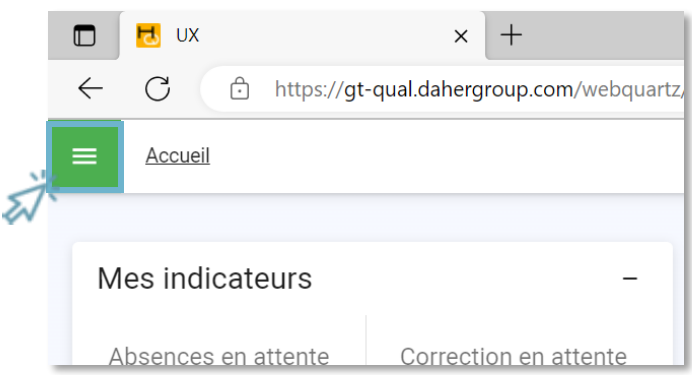 UX
https://gt-qual.dahergroup.com/webquartz/
Accueil
Mes indicateurs
Absences en attente
Correction en attente